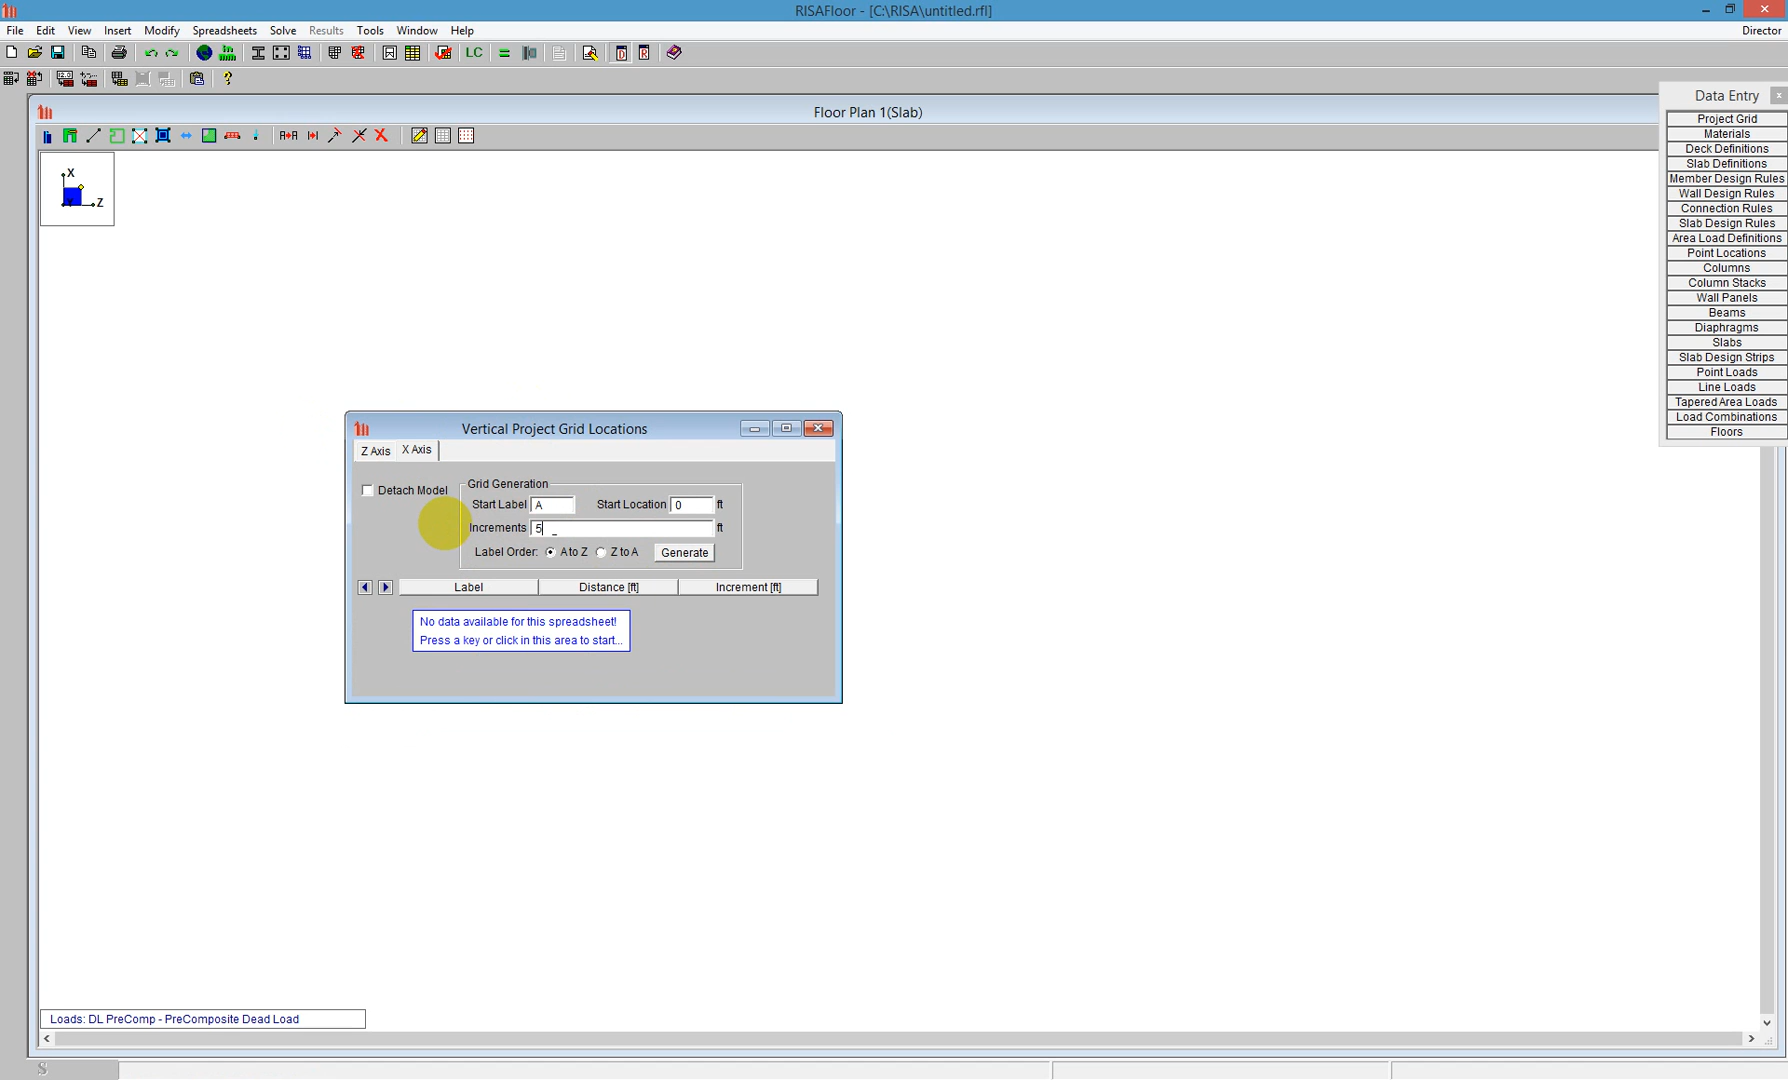 RISAFloor - [C:\RISA\untitled.rfl]
File Edit View Insert Modify Spreadsheets Solve Results Tools Window Help Director
LC D R
Floor Plan 1(Slab)
Data Entry
Project Grid
Materials
Deck Definitions
Slab Definitions
Member Design Rules
Wall Design Rules
Connection Rules
Slab Design Rules
Area Load Definitions
Point Locations
Columns
Column Stacks
Wall Panels
Beams
Diaphragms
Slabs
Slab Design Strips
Point Loads
Line Loads
Tapered Area Loads
Load Combinations
Floors
X
Y Z
Vertical Project Grid Locations
Z Axis X Axis
Detach Model
Grid Generation
Start Label A Start Location 0 ft
Increments 5 ft
Label Order: A to Z Z to A Generate
Label Distance [ft] Increment [ft]
No data available for this spreadsheet!
Press a key or click in this area to start...
Loads: DL PreComp - PreComposite Dead Load
S